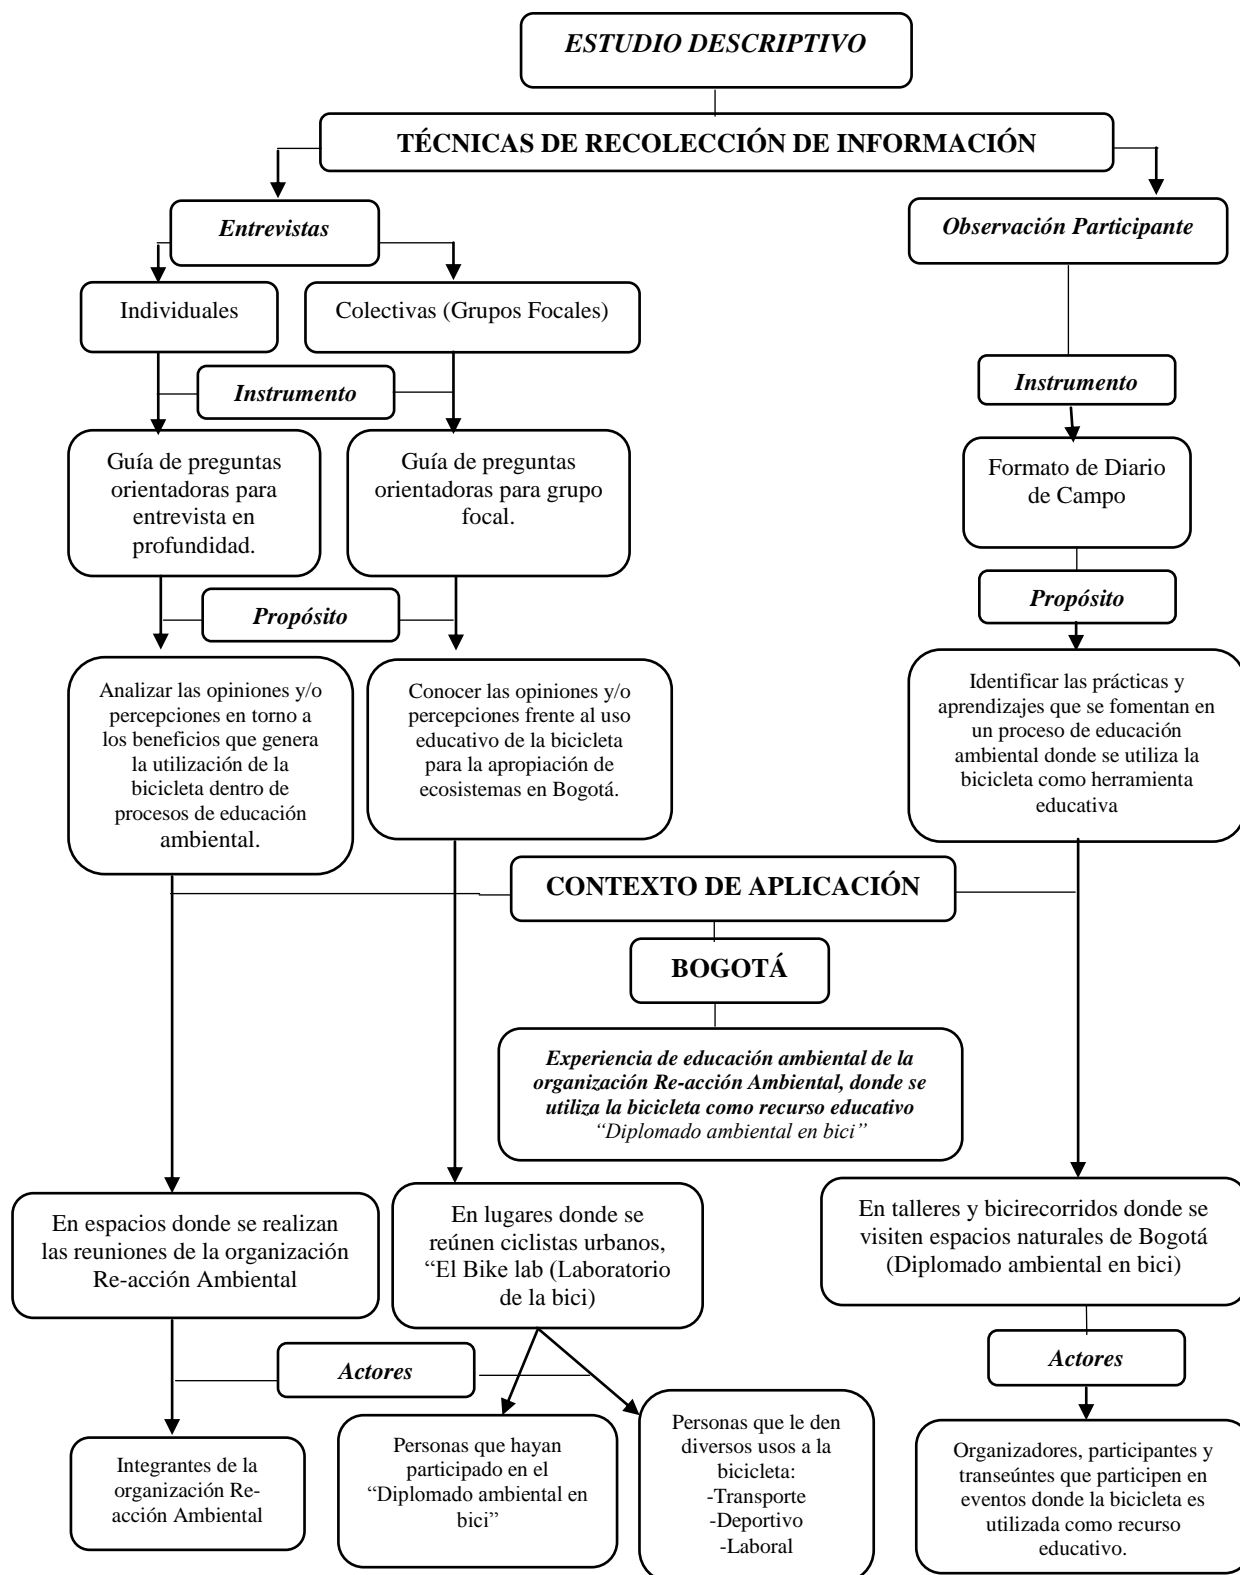 ESTUDIO DESCRIPTIVO
TÉCNICAS DE RECOLECCIÓN DE INFORMACIÓN
Entrevistas
Observación Participante
Individuales
Colectivas (Grupos Focales)
Instrumento
Instrumento
Guía de preguntas
orientadoras para
entrevista en
profundidad.
Guía de preguntas
orientadoras para grupo
focal.
Formato de Diario
de Campo
Propósito
Propósito
Analizar las opiniones y/o
percepciones en torno a
los beneficios que genera
la utilización de la
bicicleta dentro de
procesos de educación
ambiental.
Conocer las opiniones y/o
percepciones frente al uso
educativo de la bicicleta
para la apropiación de
ecosistemas en Bogotá.
Identificar las prácticas y
aprendizajes que se fomentan en
un proceso de educación
ambiental donde se utiliza la
bicicleta como herramienta
educativa
CONTEXTO DE APLICACIÓN
BOGOTÁ
Experiencia de educación ambiental de la
organización Re-acción Ambiental, donde se
utiliza la bicicleta como recurso educativo
“Diplomado ambiental en bici”
En espacios donde se realizan
las reuniones de la organización
Re-acción Ambiental
En lugares donde se
reúnen ciclistas urbanos,
“El Bike lab (Laboratorio
de la bici)
En talleres y bicirecorridos donde se
visiten espacios naturales de Bogotá
(Diplomado ambiental en bici)
Actores
Actores
Integrantes de la
organización Re-
acción Ambiental
Personas que hayan
participado en el
“Diplomado ambiental en
bici”
Personas que le den
diversos usos a la
bicicleta:
-Transporte
-Deportivo
-Laboral
Organizadores, participantes y
transeúntes que participen en
eventos donde la bicicleta es
utilizada como recurso
educativo.